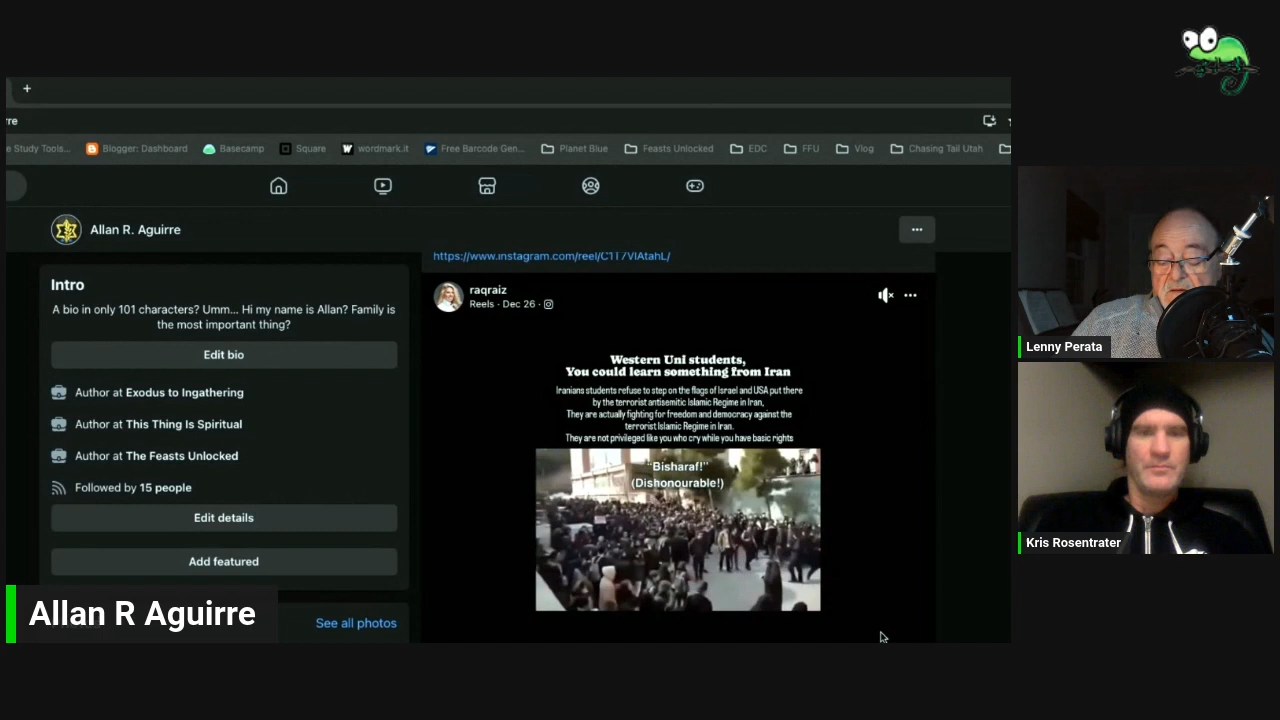 +
rre
e Study Tools...
Blogger: Dashboard
Basecamp
Square
W wordmark.it
Free Barcode Gen...
Planet Blue
Feasts Unlocked
EDC
FFU
Vlog
Chasing Tail Utah
Allan R. Aguirre
...
Intro
A bio in only 101 characters? Umm... Hi my name is Allan? Family is
the most important thing?
Edit bio
Author at Exodus to Ingathering
Author at This Thing Is Spiritual
Author at The Feasts Unlocked
Followed by 15 people
Edit details
Add featured
See all photos
https://www.instagram.com/reel/C1T7VIAtahL/
raqraiz
Reels · Dec 26 ·
Western Uni students,
You could learn something from Iran
Iranians students refuse to step on the flags of Israel and USA put there
by the terrorist antisemitic Islamic Regime in Iran,
They are actually fighting for freedom and democracy against the
terrorist Islamic Regime in Iran.
They are not privileged like you who cry while you have basic rights
"Bisharaf!"
(Dishonourable!)
Allan R Aguirre
Lenny Perata
Kris Rosentrater